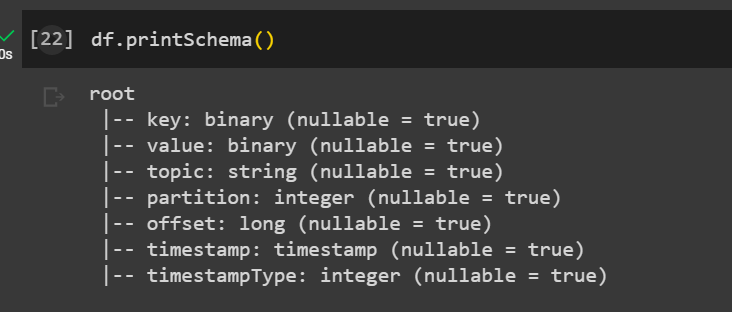 [22] df.printSchema()
0s
root
|-- key: binary (nullable = true)
|-- value: binary (nullable = true)
|-- topic: string (nullable = true)
|-- partition: integer (nullable = true)
|-- offset: long (nullable = true)
|-- timestamp: timestamp (nullable = true)
|-- timestampType: integer (nullable = true)